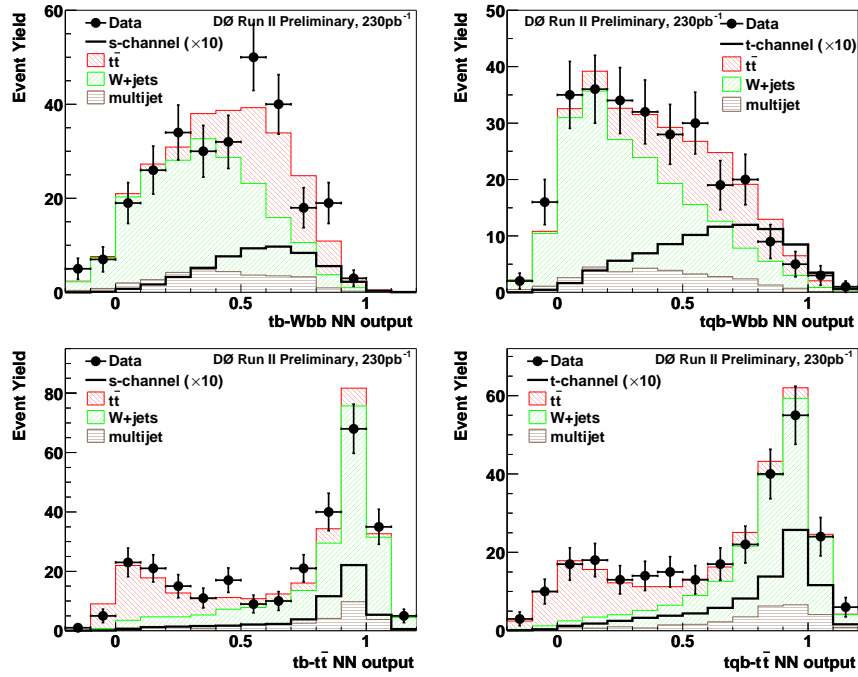 DØ Run II Preliminary, 230pb⁻¹
Event Yield
Data
s-channel (×10)
tt̄
W+jets
multijet
60
40
20
0
0 0.5 1
tb-Wbb NN output
DØ Run II Preliminary, 230pb⁻¹
Event Yield
Data
t-channel (×10)
tt̄
W+jets
multijet
50
40
30
20
10
0
0 0.5 1
tqb-Wbb NN output
DØ Run II Preliminary, 230pb⁻¹
Event Yield
Data
s-channel (×10)
tt̄
W+jets
multijet
80
60
40
20
0
0 0.5 1
tb-tt̄ NN output
DØ Run II Preliminary, 230pb⁻¹
Event Yield
Data
t-channel (×10)
tt̄
W+jets
multijet
60
40
20
0
0 0.5 1
tqb-tt̄ NN output